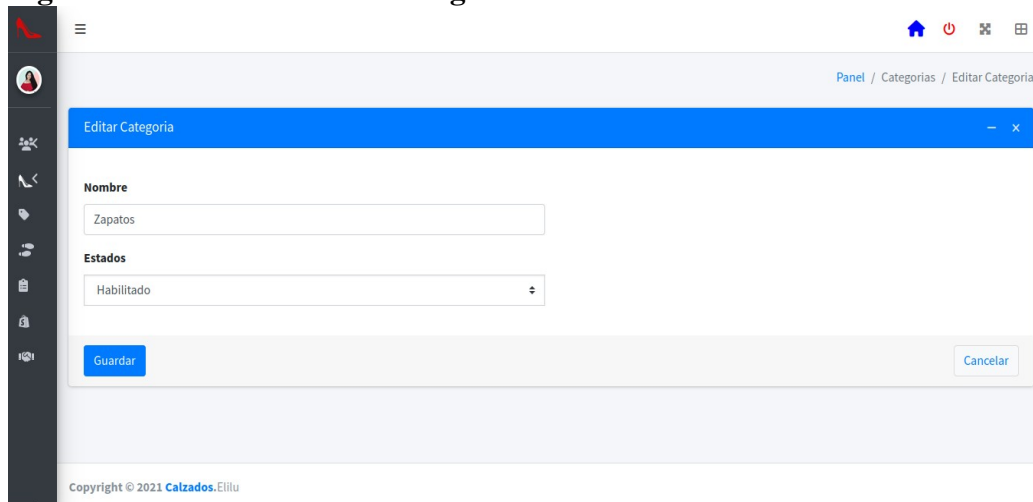 Panel / Categorias / Editar Categoria
Editar Categoria
Nombre
Zapatos
Estados
Habilitado
Guardar
Cancelar
Copyright © 2021 Calzados.Elilu